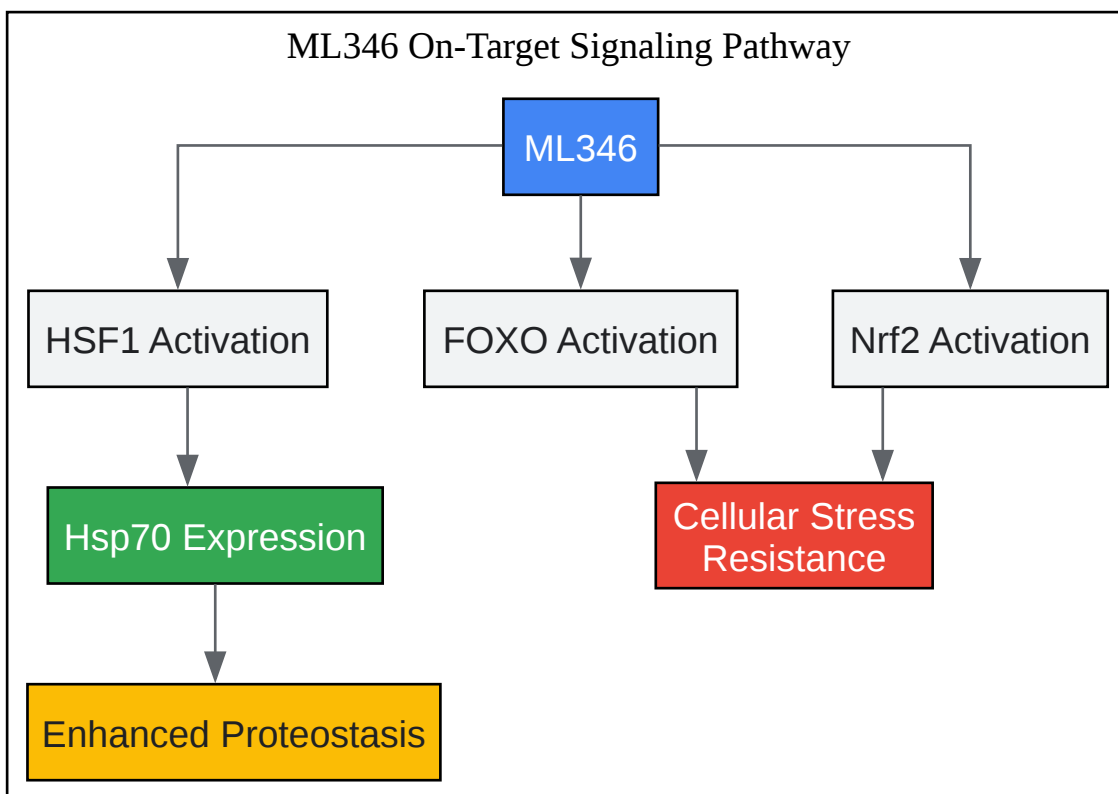 ML346 On-Target Signaling Pathway
ML346
HSF1 Activation
FOXO Activation
Nrf2 Activation
Hsp70 Expression
Cellular Stress
Resistance
Enhanced Proteostasis